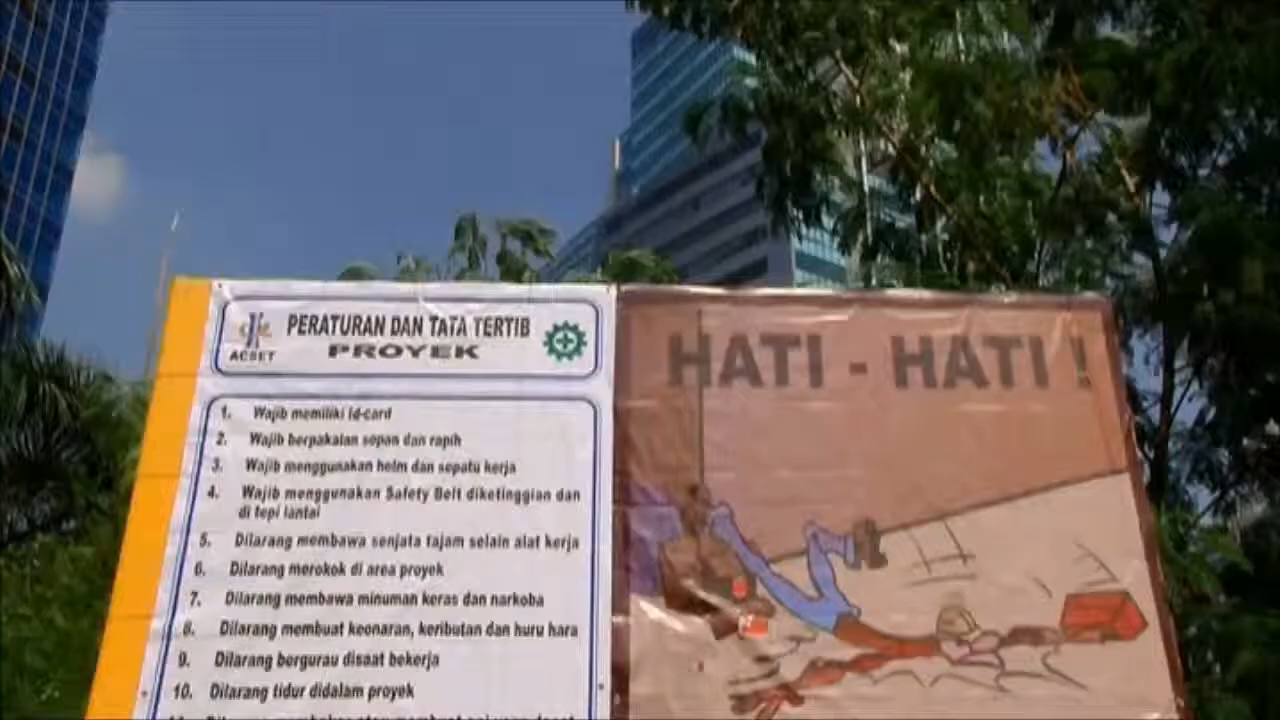 ACSET
PERATURAN DAN TATA TERTIB
PROYEK
1. Wajib memiliki Id-card
2. Wajib berpakaian sopan dan rapih
3. Wajib menggunakan helm dan sepatu kerja
4. Wajib menggunakan Safety Belt diketinggian dan
di tepi lantai
5. Dilarang membawa senjata tajam selain alat kerja
6. Dilarang merokok di area proyek
7. Dilarang membawa minuman keras dan narkoba
8. Dilarang membuat keonaran, keributan dan huru hara
9. Dilarang bergurau disaat bekerja
10. Dilarang tidur didalam proyek
HATI - HATI !